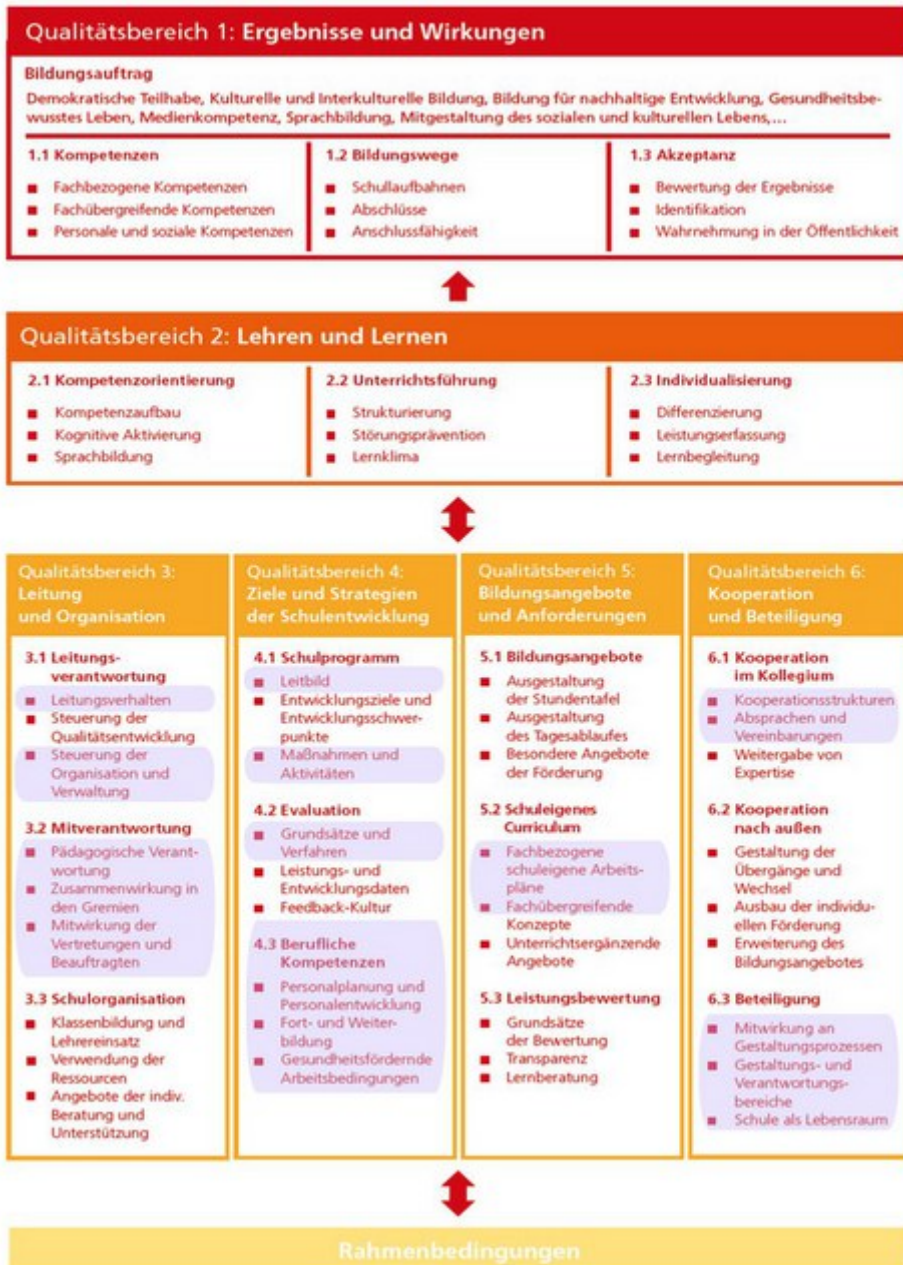 Qualitätsbereich 1: Ergebnisse und Wirkungen
Bildungsauftrag
Demokratische Teilhabe, Kulturelle und Interkulturelle Bildung, Bildung für nachhaltige Entwicklung, Gesundheitsbe-
wusstes Leben, Medienkompetenz, Sprachbildung, Mitgestaltung des sozialen und kulturellen Lebens,...
1.1 Kompetenzen
Fachbezogene Kompetenzen
Fachübergreifende Kompetenzen
Personale und soziale Kompetenzen
1.2 Bildungswege
Schullaufbahnen
Abschlüsse
Anschlussfähigkeit
1.3 Akzeptanz
Bewertung der Ergebnisse
Identifikation
Wahrnehmung in der Öffentlichkeit
Qualitätsbereich 2: Lehren und Lernen
2.1 Kompetenzorientierung
Kompetenzaufbau
Kognitive Aktivierung
Sprachbildung
2.2 Unterrichtsführung
Strukturierung
Störungsprävention
Lernklima
2.3 Individualisierung
Differenzierung
Leistungserfassung
Lernbegleitung
Qualitätsbereich 3:
Leitung
und Organisation
3.1 Leitungs-
verantwortung
Leitungsverhalten
Steuerung der
Qualitätsentwicklung
Steuerung der
Organisation und
Verwaltung
3.2 Mitverantwortung
Pädagogische Verant-
wortung
Zusammenwirkung in
den Gremien
Mitwirkung der
Vertretungen und
Beauftragten
3.3 Schulorganisation
Klassenbildung und
Lehrereinsatz
Verwendung der
Ressourcen
Angebote der indiv.
Beratung und
Unterstützung
Qualitätsbereich 4:
Ziele und Strategien
der Schulentwicklung
4.1 Schulprogramm
Leitbild
Entwicklungsziele und
Entwicklungsschwer-
punkte
Maßnahmen und
Aktivitäten
4.2 Evaluation
Grundsätze und
Verfahren
Leistungs- und
Entwicklungsdaten
Feedback-Kultur
4.3 Berufliche
Kompetenzen
Personalplanung und
Personalentwicklung
Fort- und Weiter-
bildung
Gesundheitsfördernde
Arbeitsbedingungen
Qualitätsbereich 5:
Bildungsangebote
und Anforderungen
5.1 Bildungsangebote
Ausgestaltung
der Stundentafel
Ausgestaltung
des Tagesablaufes
Besondere Angebote
der Förderung
5.2 Schuleigenes
Curriculum
Fachbezogene
schuleigene Arbeits-
pläne
Fachübergreifende
Konzepte
Unterrichtsergänzende
Angebote
5.3 Leistungsbewertung
Grundsätze
der Bewertung
Transparenz
Lernberatung
Qualitätsbereich 6:
Kooperation
und Beteiligung
6.1 Kooperation
im Kollegium
Kooperationsstrukturen
Absprachen und
Vereinbarungen
Weitergabe von
Expertise
6.2 Kooperation
nach außen
Gestaltung der
Übergänge und
Wechsel
Ausbau der individu-
ellen Förderung
Erweiterung des
Bildungsangebotes
6.3 Beteiligung
Mitwirkung an
Gestaltungsprozessen
Gestaltungs- und
Verantwortungs-
bereiche
Schule als Lebensraum
Rahmenbedingungen